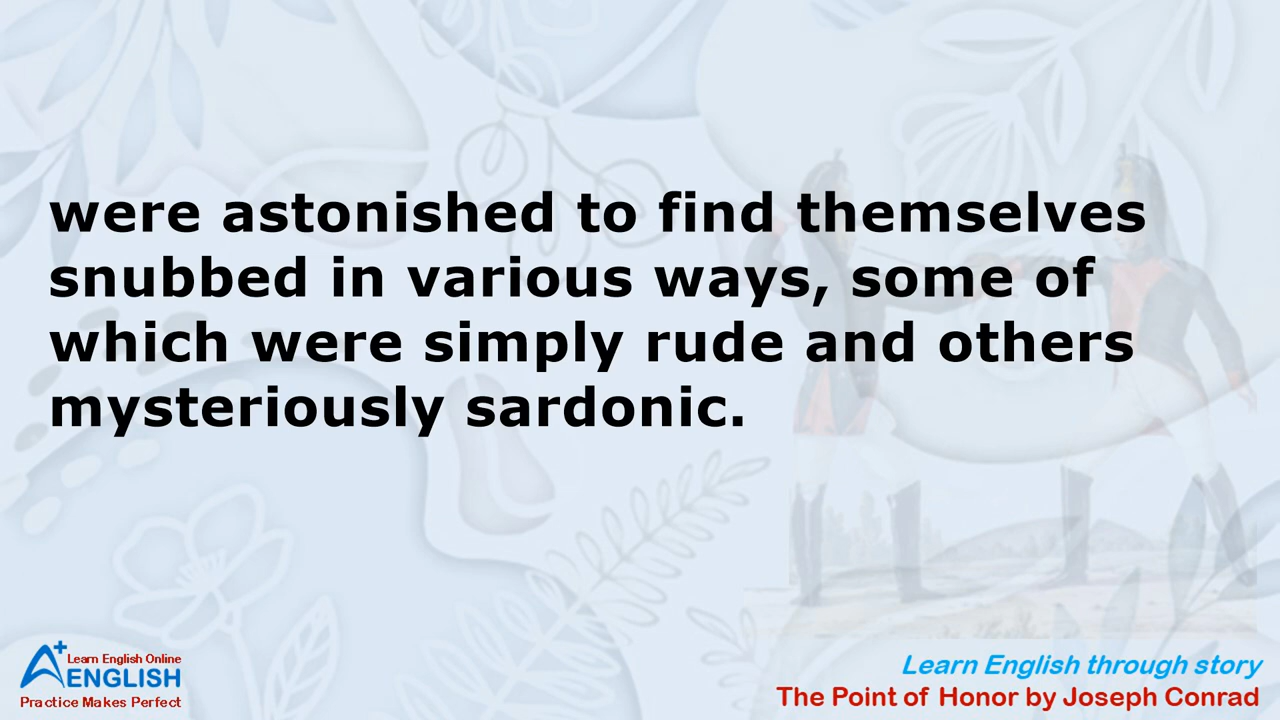 were astonished to find themselves
snubbed in various ways, some of
which were simply rude and others
mysteriously sardonic.
A+
Learn English Online
ENGLISH
Practice Makes Perfect
Learn English through story
The Point of Honor by Joseph Conrad